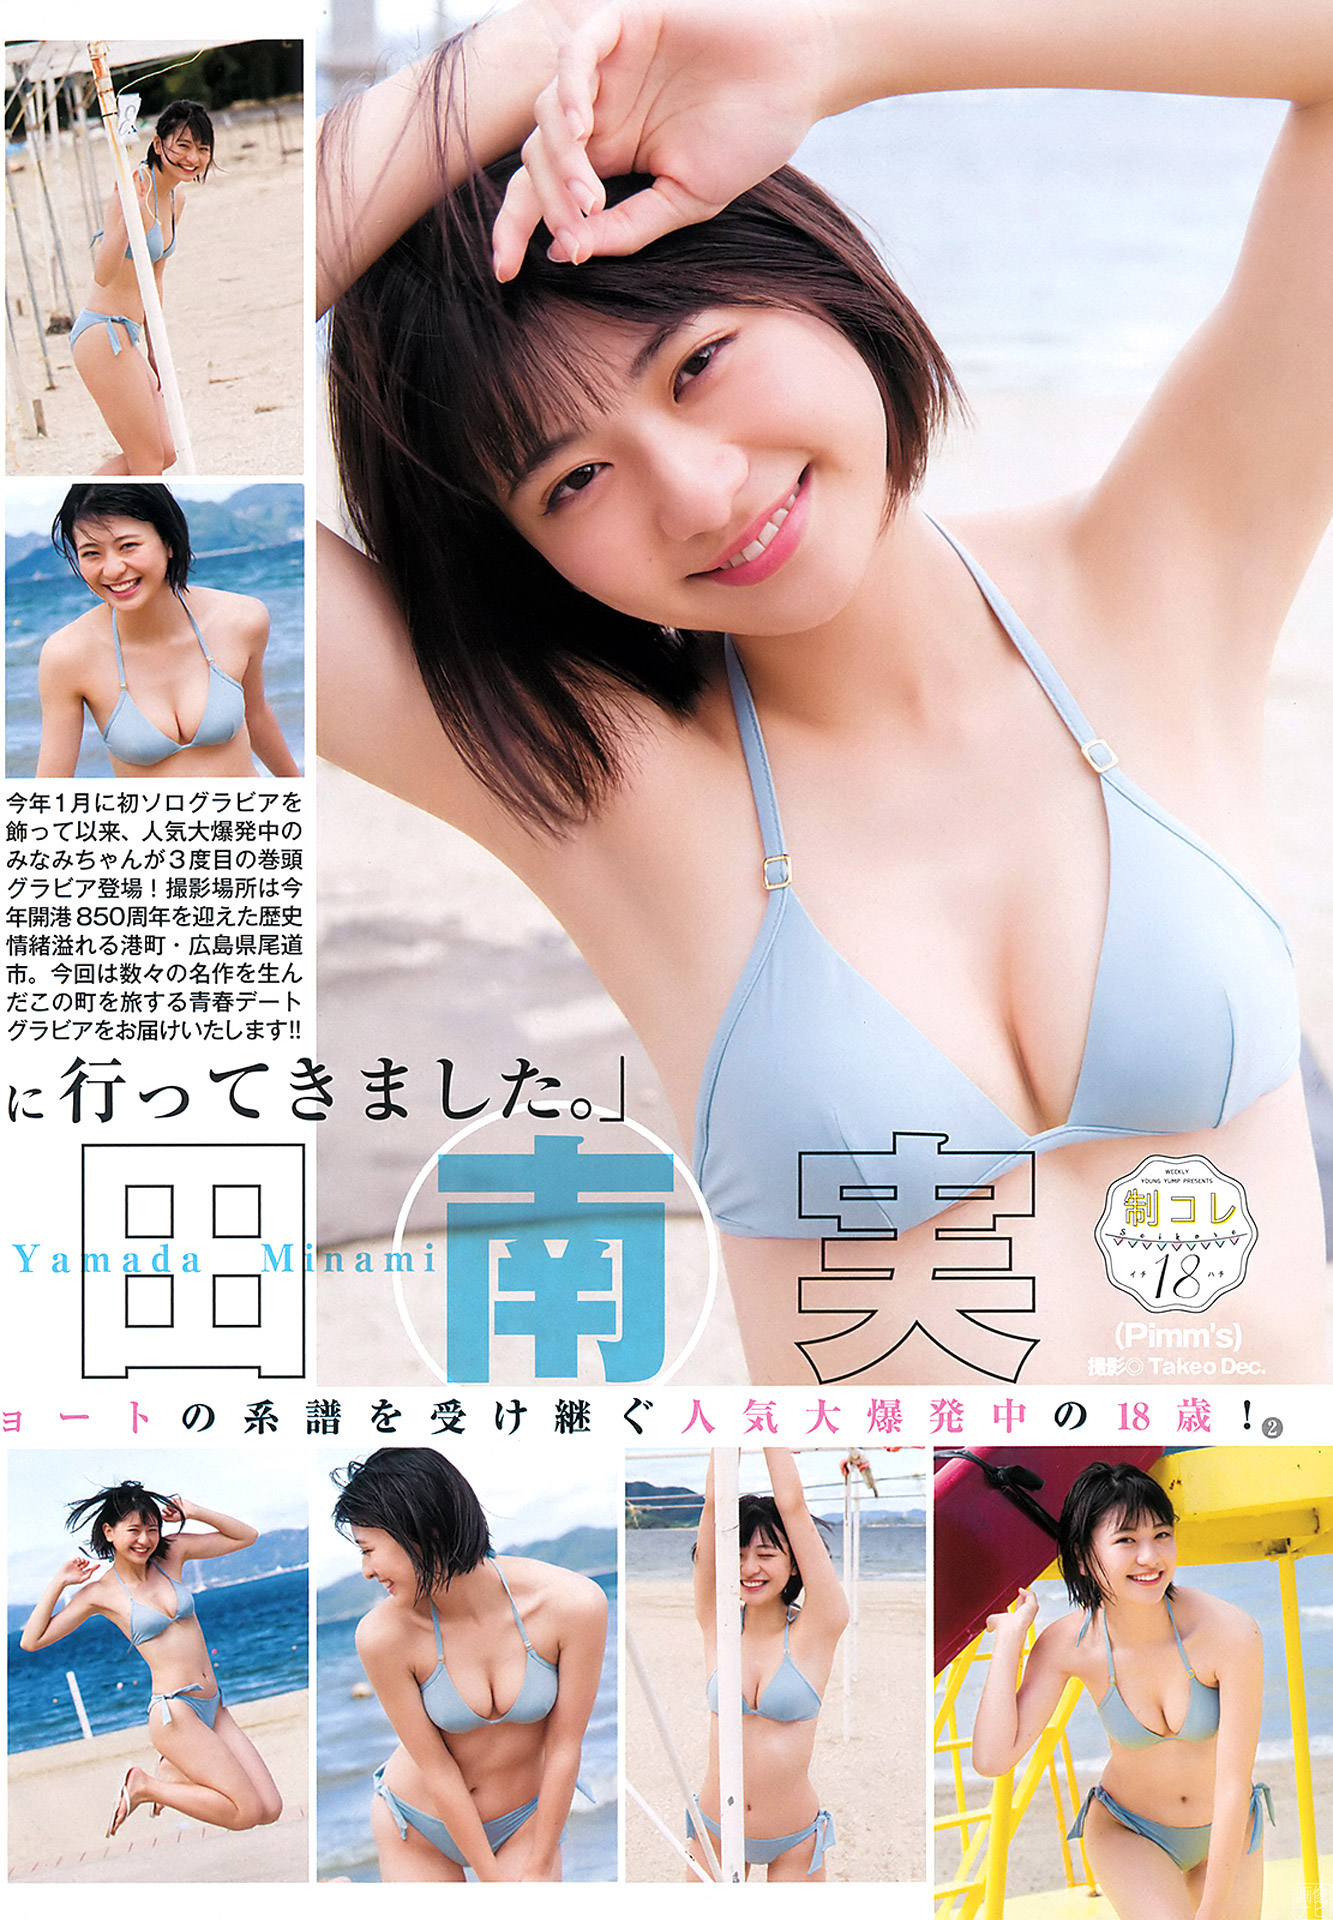 今年1月に初ソログラビアを
飾って以来、人気大爆発中の
みなみちゃんが3度目の巻頭
グラビア登場！撮影場所は今
年開港850周年を迎えた歴史
情緒溢れる港町・広島県尾道
市。今回は数々の名作を生ん
だこの町を旅する青春デート
グラビアをお届けいたします!!
に行ってきました。」
田南実
Yamada Minami
WEEKLY
YOUNG YUMP PRESENTS
制コレ
Seikore
イチ 18 ハチ
(Pimm's)
撮影◎ Takeo Dec.
ョートの系譜を受け継ぐ人気大爆発中の18歳！
2